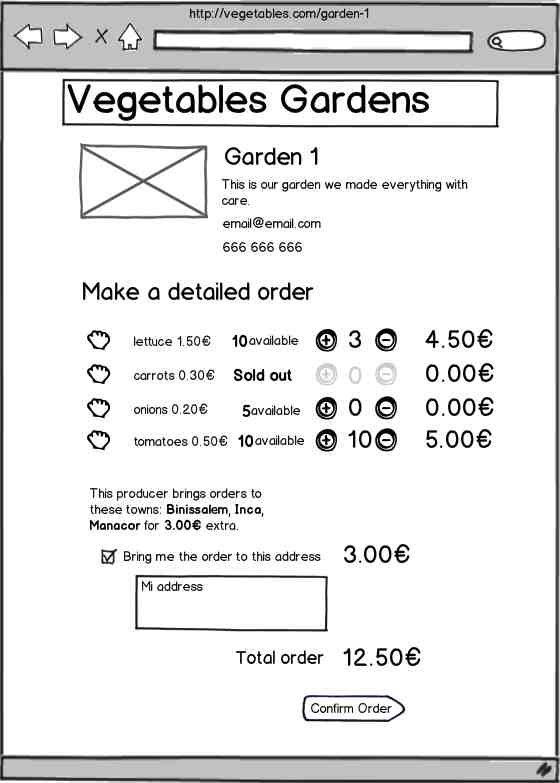 http://vegetables.com/garden-1
X
Vegetables Gardens
Garden 1
This is our garden we made everything with
care.
email@email.com
666 666 666
Make a detailed order
lettuce 1.50€ 10 available + 3 - 4.50€
carrots 0.30€ Sold out + 0 - 0.00€
onions 0.20€ 5 available + 0 - 0.00€
tomatoes 0.50€ 10 available + 10 - 5.00€
This producer brings orders to
these towns: Binissalem, Inca,
Manacor for 3.00€ extra.
Bring me the order to this address 3.00€
Mi address
Total order 12.50€
Confirm Order